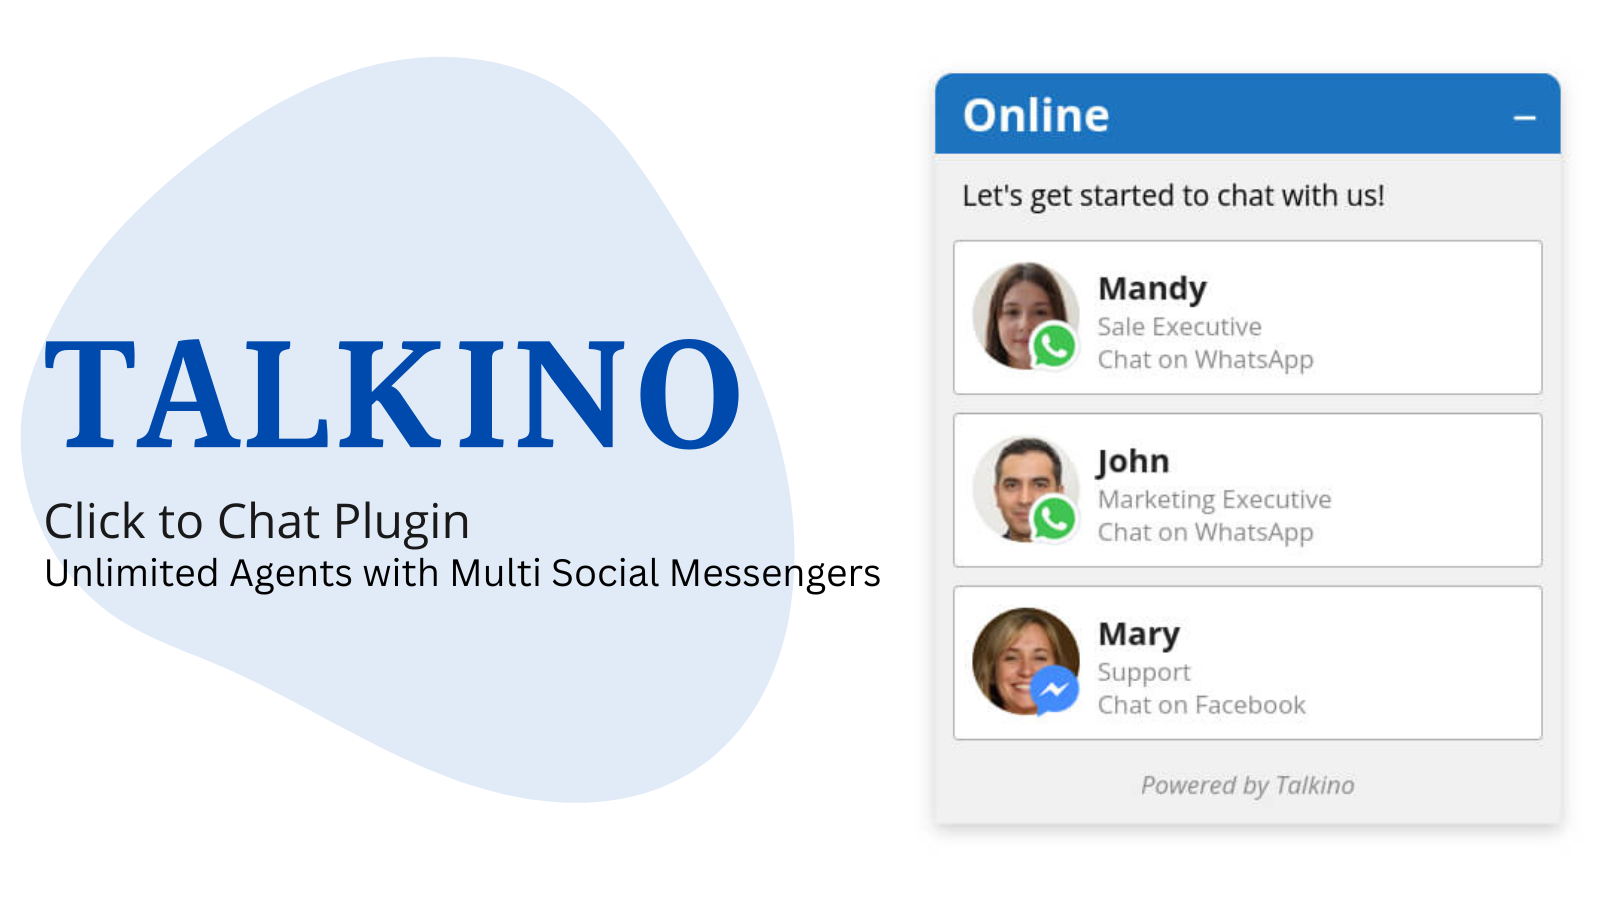 TALKINO
Click to Chat Plugin
Unlimited Agents with Multi Social Messengers
Online
Let's get started to chat with us!
Mandy
Sale Executive
Chat on WhatsApp
John
Marketing Executive
Chat on WhatsApp
Mary
Support
Chat on Facebook
Powered by Talkino